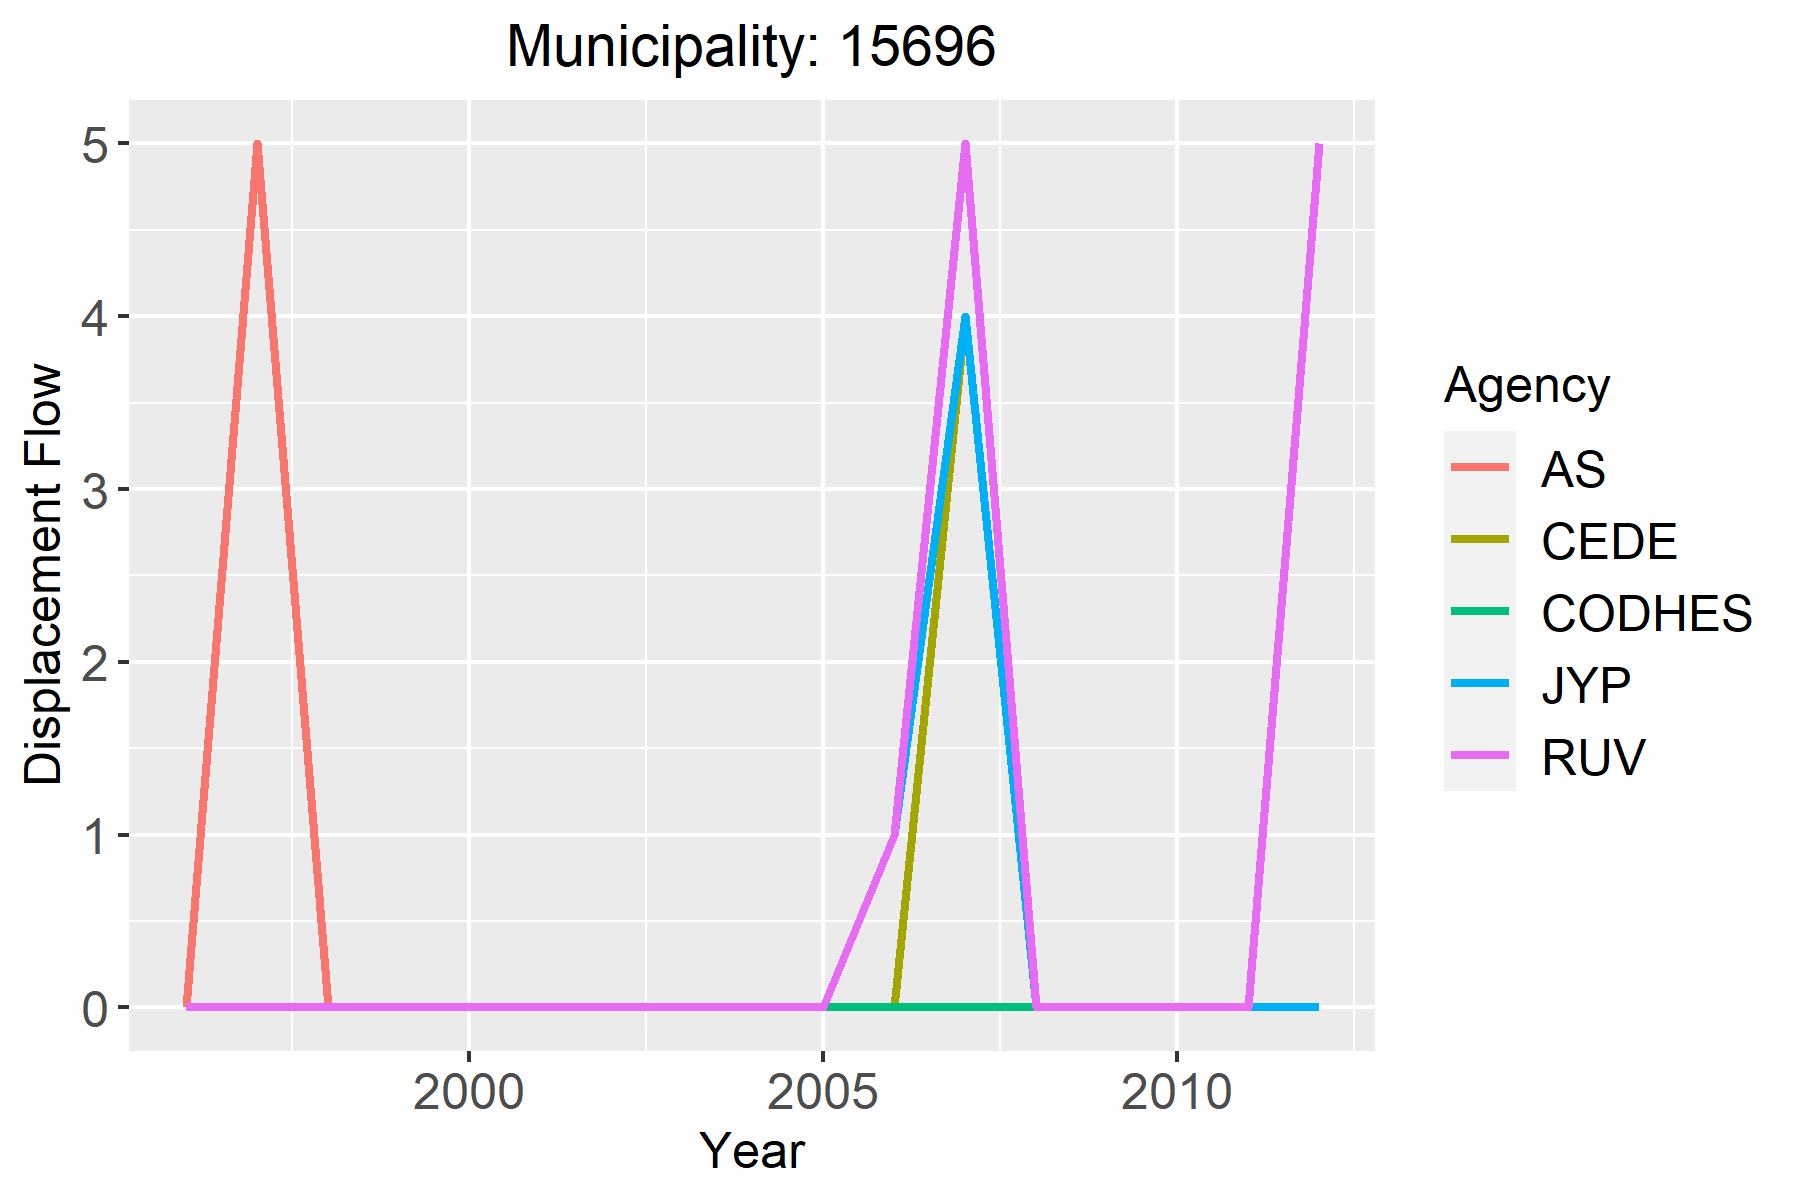 Municipality: 15696
Displacement Flow
5
4
3
2
1
0
2000 2005 2010
Year
Agency
AS
CEDE
CODHES
JYP
RUV